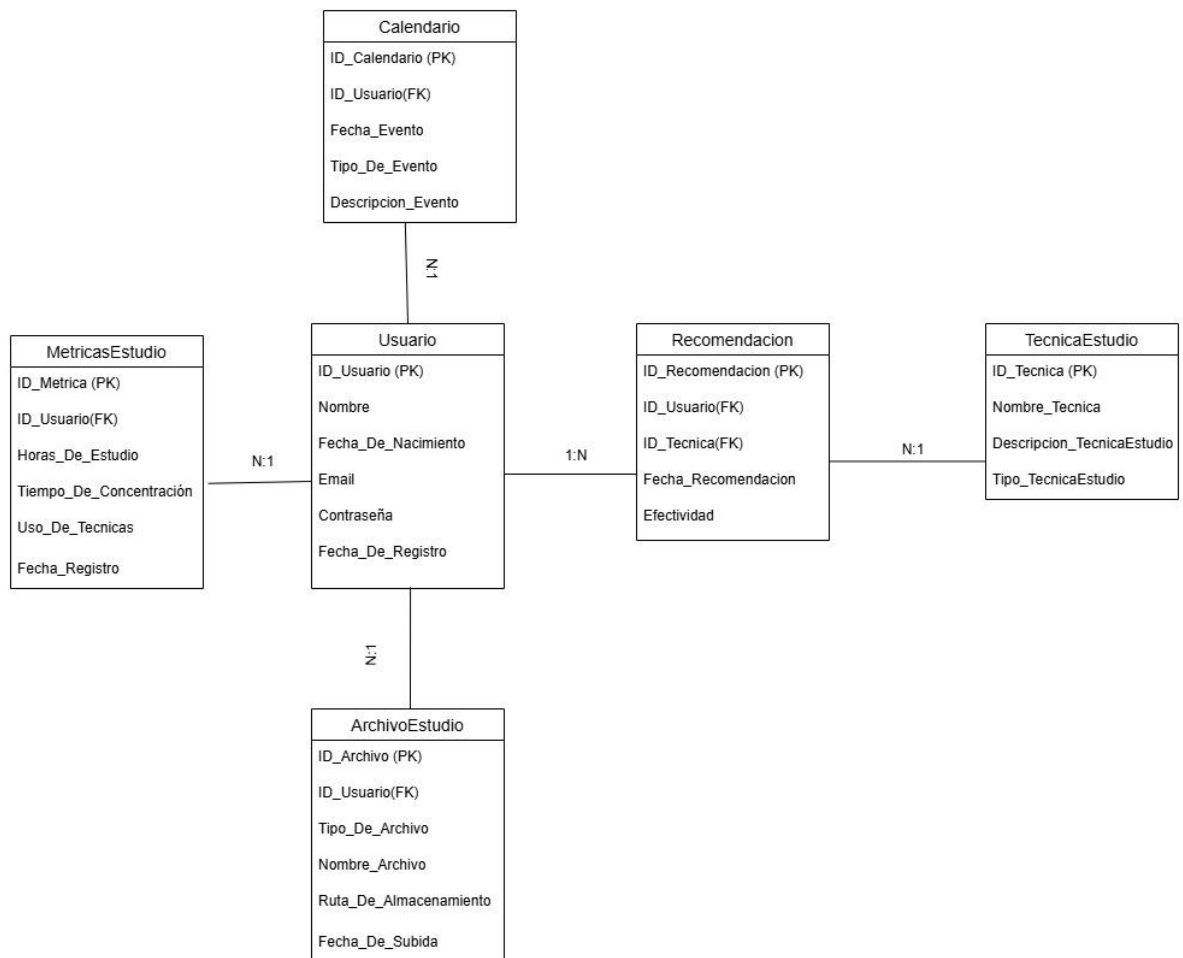 Calendario
ID_Calendario (PK)
ID_Usuario(FK)
Fecha_Evento
Tipo_De_Evento
Descripcion_Evento
N:1
MetricasEstudio
ID_Metrica (PK)
ID_Usuario(FK)
Horas_De_Estudio
Tiempo_De_Concentración
Uso_De_Tecnicas
Fecha_Registro
N:1
Usuario
ID_Usuario (PK)
Nombre
Fecha_De_Nacimiento
Email
Contraseña
Fecha_De_Registro
1:N
Recomendacion
ID_Recomendacion (PK)
ID_Usuario(FK)
ID_Tecnica(FK)
Fecha_Recomendacion
Efectividad
N:1
TecnicaEstudio
ID_Tecnica (PK)
Nombre_Tecnica
Descripcion_TecnicaEstudio
Tipo_TecnicaEstudio
1:N
ArchivoEstudio
ID_Archivo (PK)
ID_Usuario(FK)
Tipo_De_Archivo
Nombre_Archivo
Ruta_De_Almacenamiento
Fecha_De_Subida